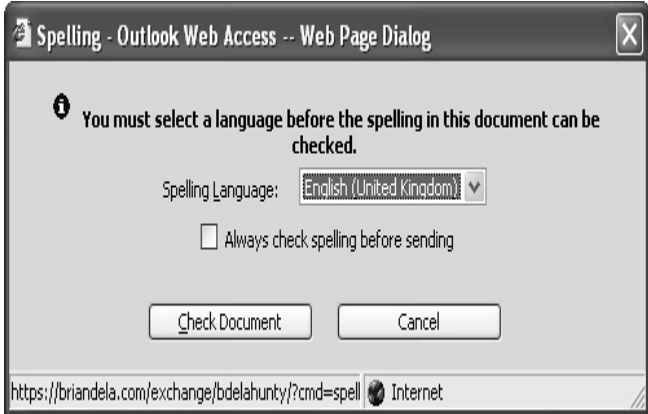 Spelling - Outlook Web Access -- Web Page Dialog
You must select a language before the spelling in this document can be
checked.
Spelling Language: English (United Kingdom)
Always check spelling before sending
Check Document Cancel
https://briandela.com/exchange/bdelahunty/?cmd=spell Internet